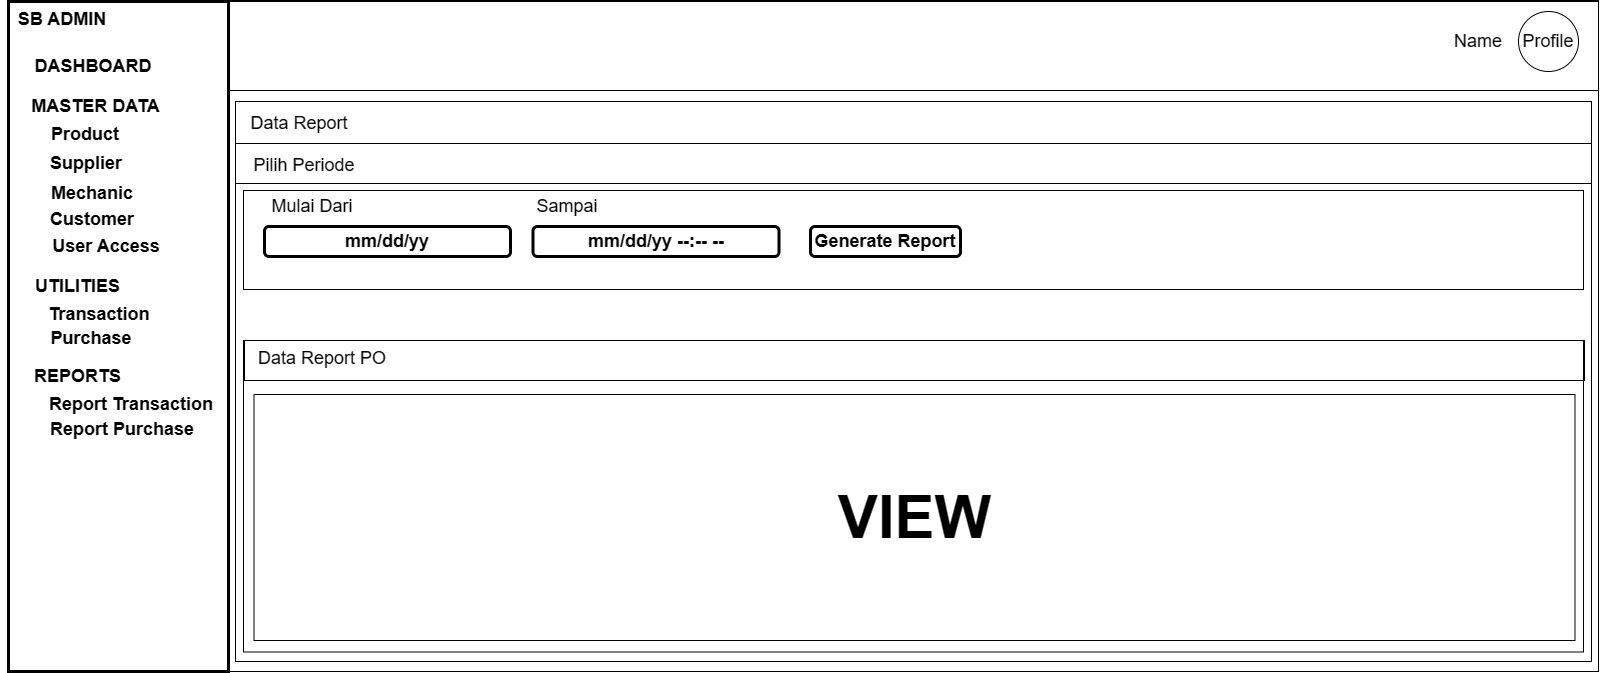 SB ADMIN
DASHBOARD
MASTER DATA
Product
Supplier
Mechanic
Customer
User Access
UTILITIES
Transaction
Purchase
REPORTS
Report Transaction
Report Purchase
Name Profile
Data Report
Pilih Periode
Mulai Dari Sampai
mm/dd/yy mm/dd/yy --:-- -- Generate Report
Data Report PO
VIEW